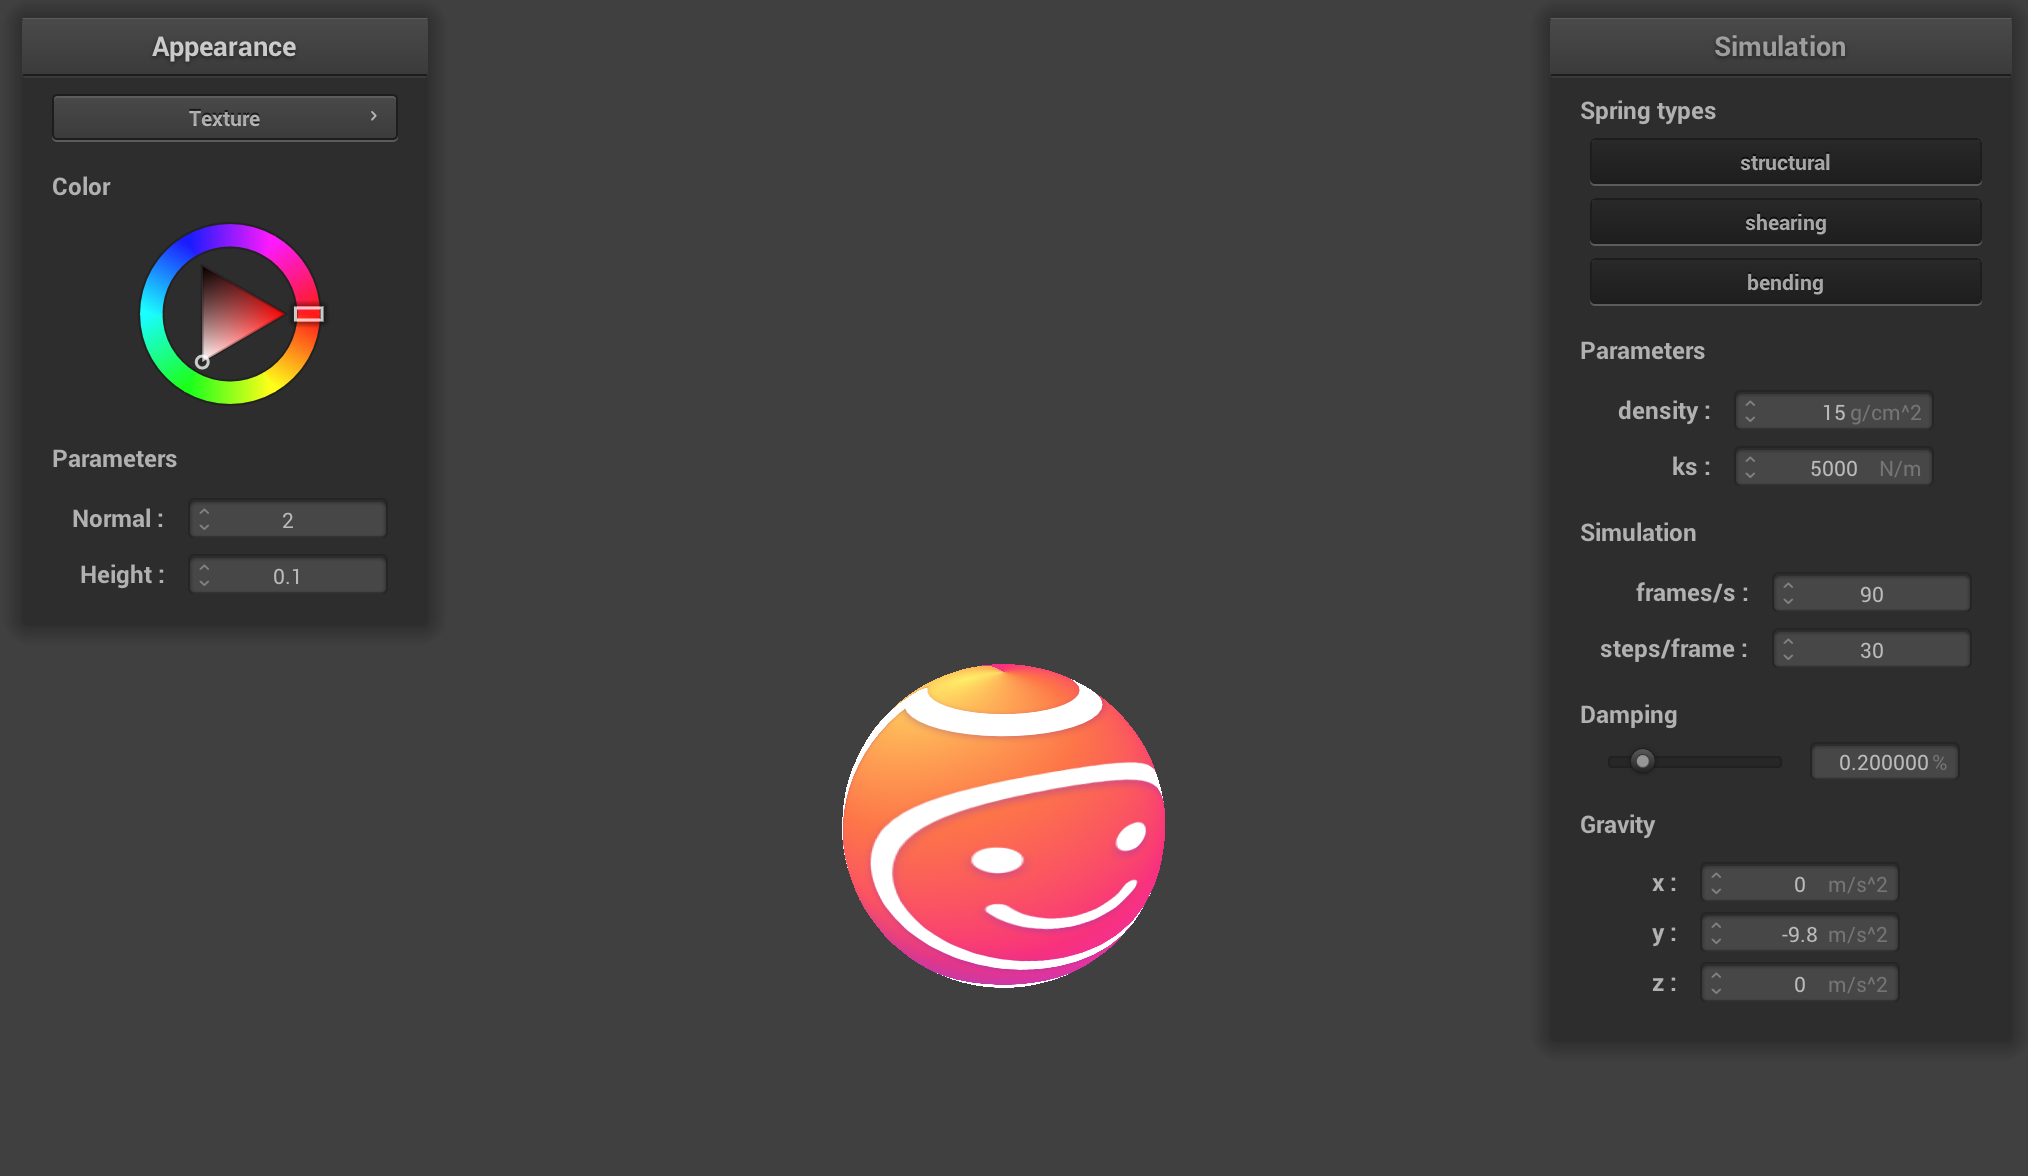 Appearance
Texture
Color
Parameters
Normal : 2
Height : 0.1
Simulation
Spring types
structural
shearing
bending
Parameters
density : 15 g/cm^2
ks : 5000 N/m
Simulation
frames/s : 90
steps/frame : 30
Damping
0.200000 %
Gravity
x : 0 m/s^2
y : -9.8 m/s^2
z : 0 m/s^2